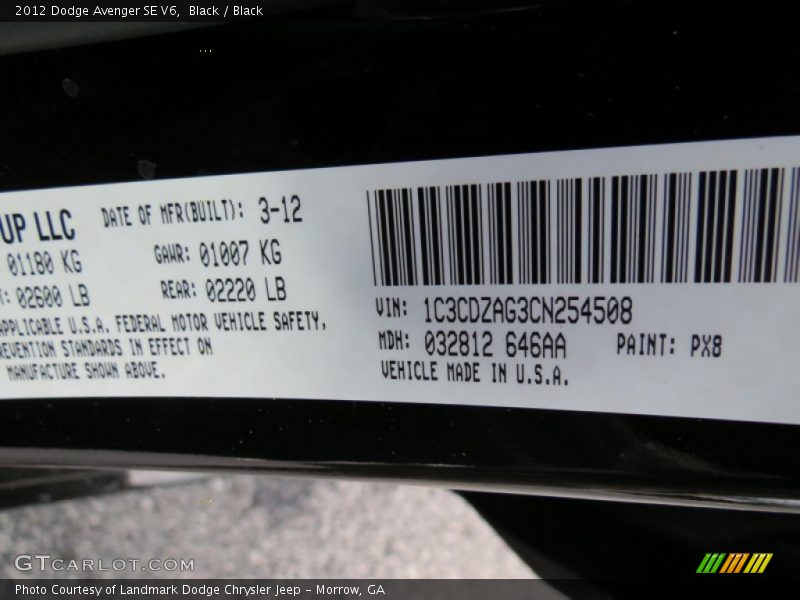 2012 Dodge Avenger SE V6,  Black / Black
UP LLC
DATE OF MFR(BUILT): 3-12
01180 KG
GAWR: 01007 KG
T: 02600 LB
REAR: 02220 LB
APPLICABLE U.S.A. FEDERAL MOTOR VEHICLE SAFETY,
REVENTION STANDARDS IN EFFECT ON
MANUFACTURE SHOWN ABOVE.
VIN: 1C3CDZAG3CN254508
MDH: 032812 646AA PAINT: PX8
VEHICLE MADE IN U.S.A.
GTCARLOT.COM
Photo Courtesy of Landmark Dodge Chrysler Jeep - Morrow, GA